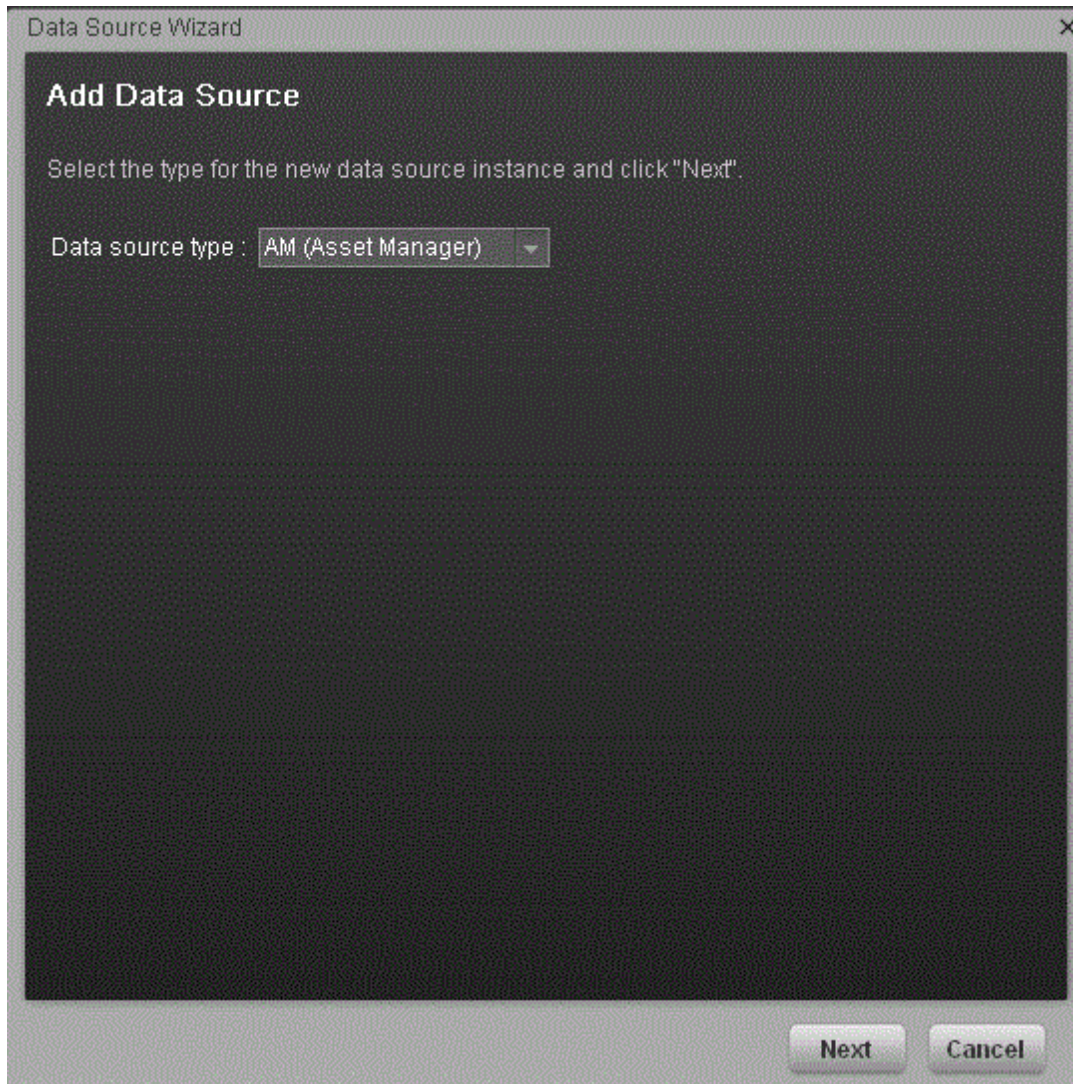 Data Source Wizard
Add Data Source
Select the type for the new data source instance and click "Next".
Data source type : AM (Asset Manager)
Next Cancel